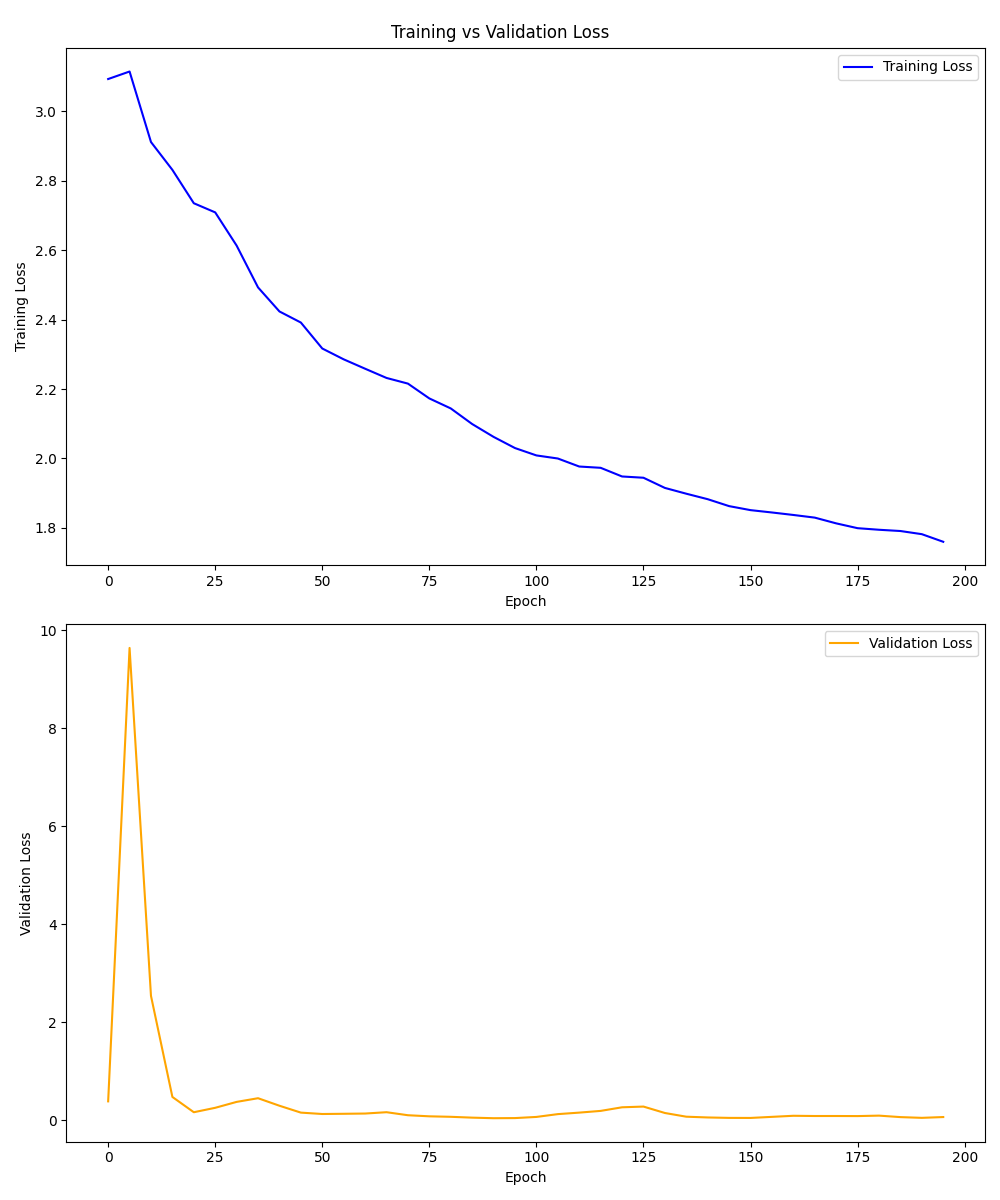 Training vs Validation Loss
Training Loss
3.0
2.8
2.6
2.4
2.2
2.0
1.8
Training Loss
0 25 50 75 100 125 150 175 200
Epoch
Validation Loss
10
8
6
4
2
0
Validation Loss
0 25 50 75 100 125 150 175 200
Epoch